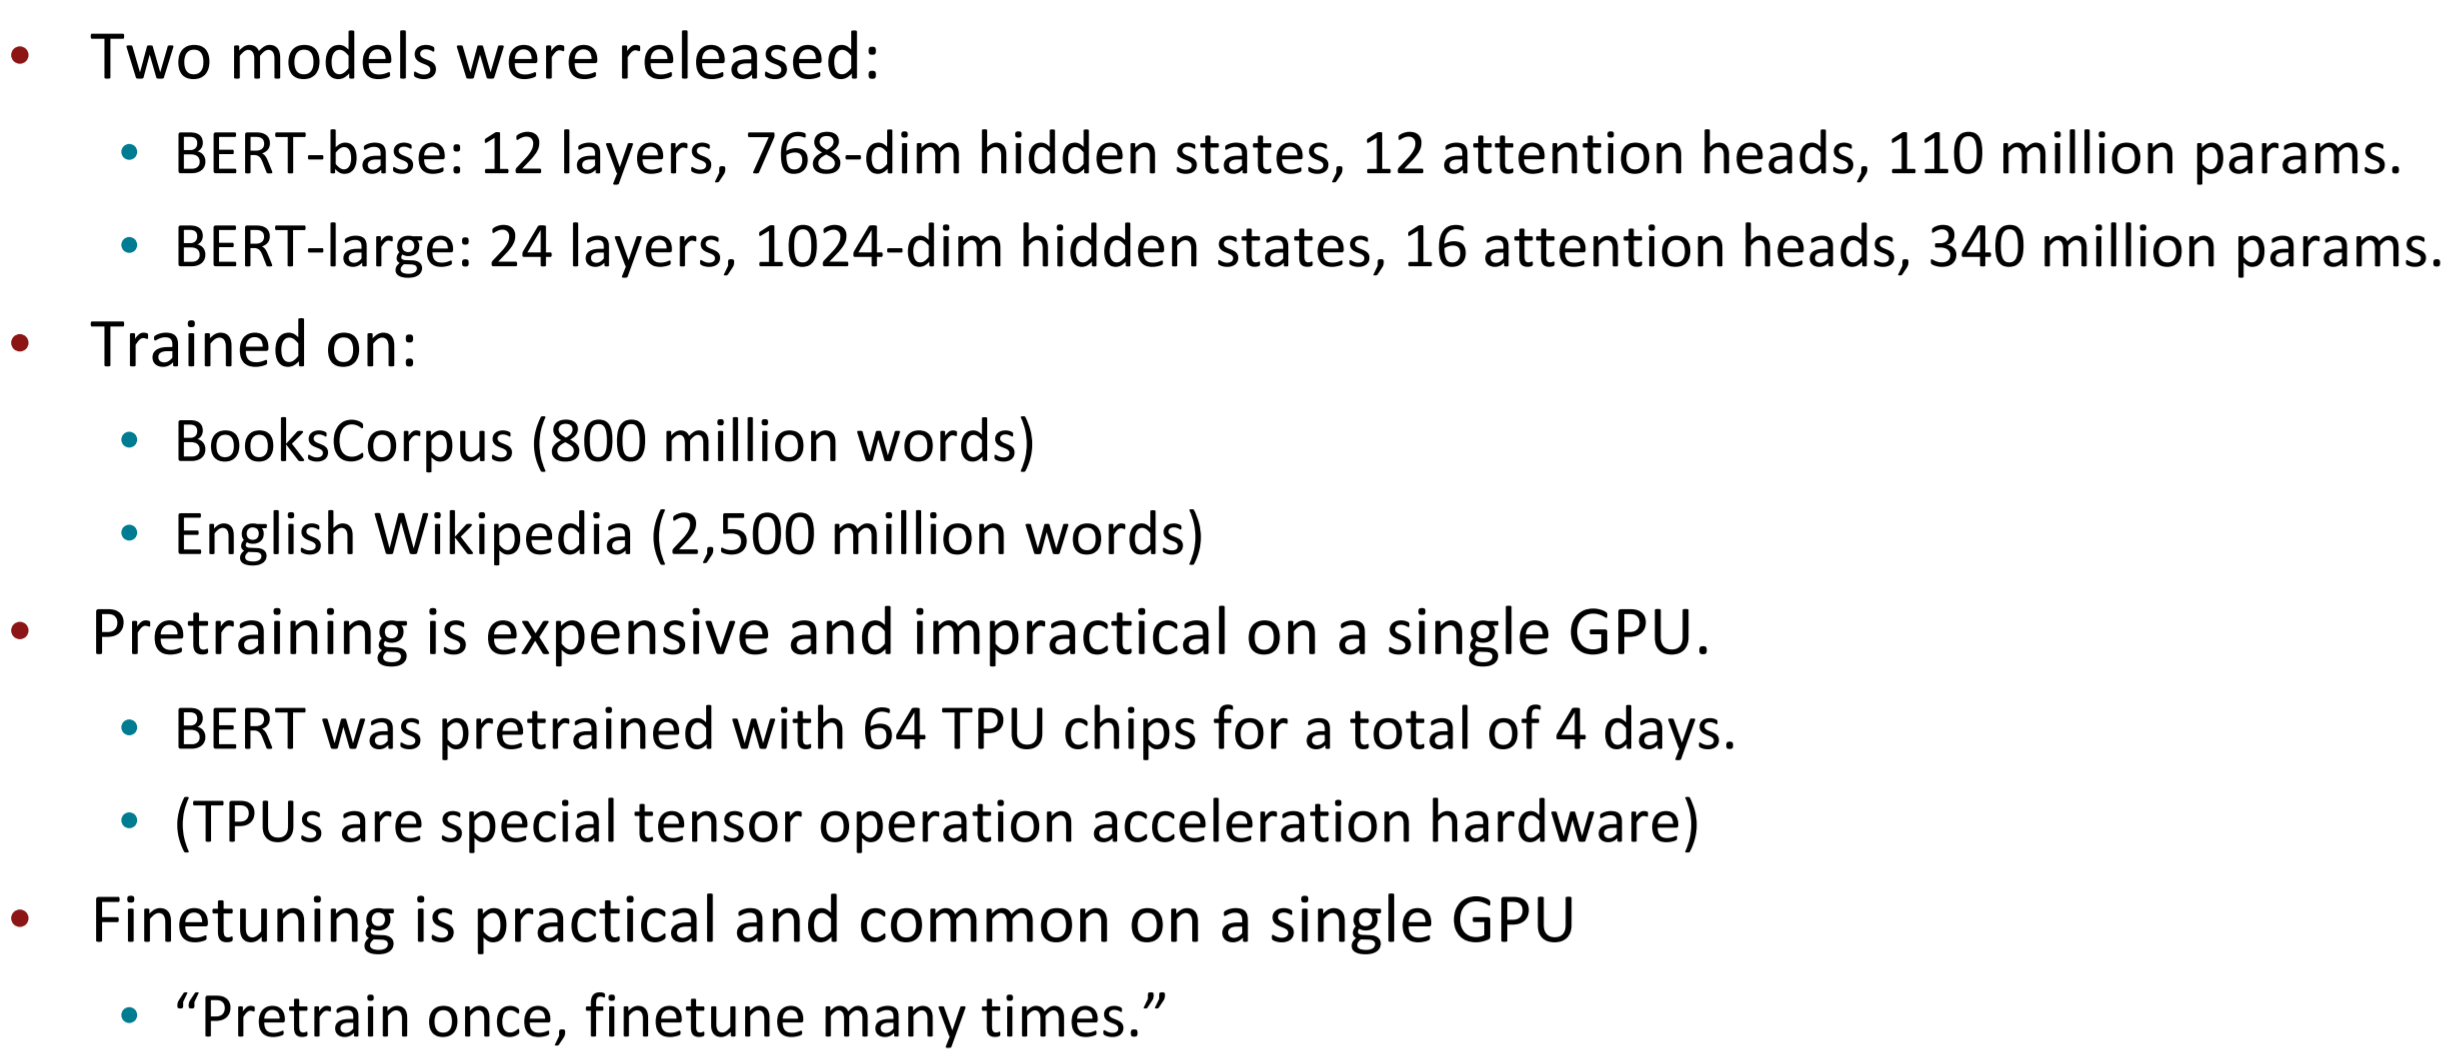 • Two models were released:
• BERT-base: 12 layers, 768-dim hidden states, 12 attention heads, 110 million params.
• BERT-large: 24 layers, 1024-dim hidden states, 16 attention heads, 340 million params.
• Trained on:
• BooksCorpus (800 million words)
• English Wikipedia (2,500 million words)
• Pretraining is expensive and impractical on a single GPU.
• BERT was pretrained with 64 TPU chips for a total of 4 days.
• (TPUs are special tensor operation acceleration hardware)
• Finetuning is practical and common on a single GPU
• “Pretrain once, finetune many times.”